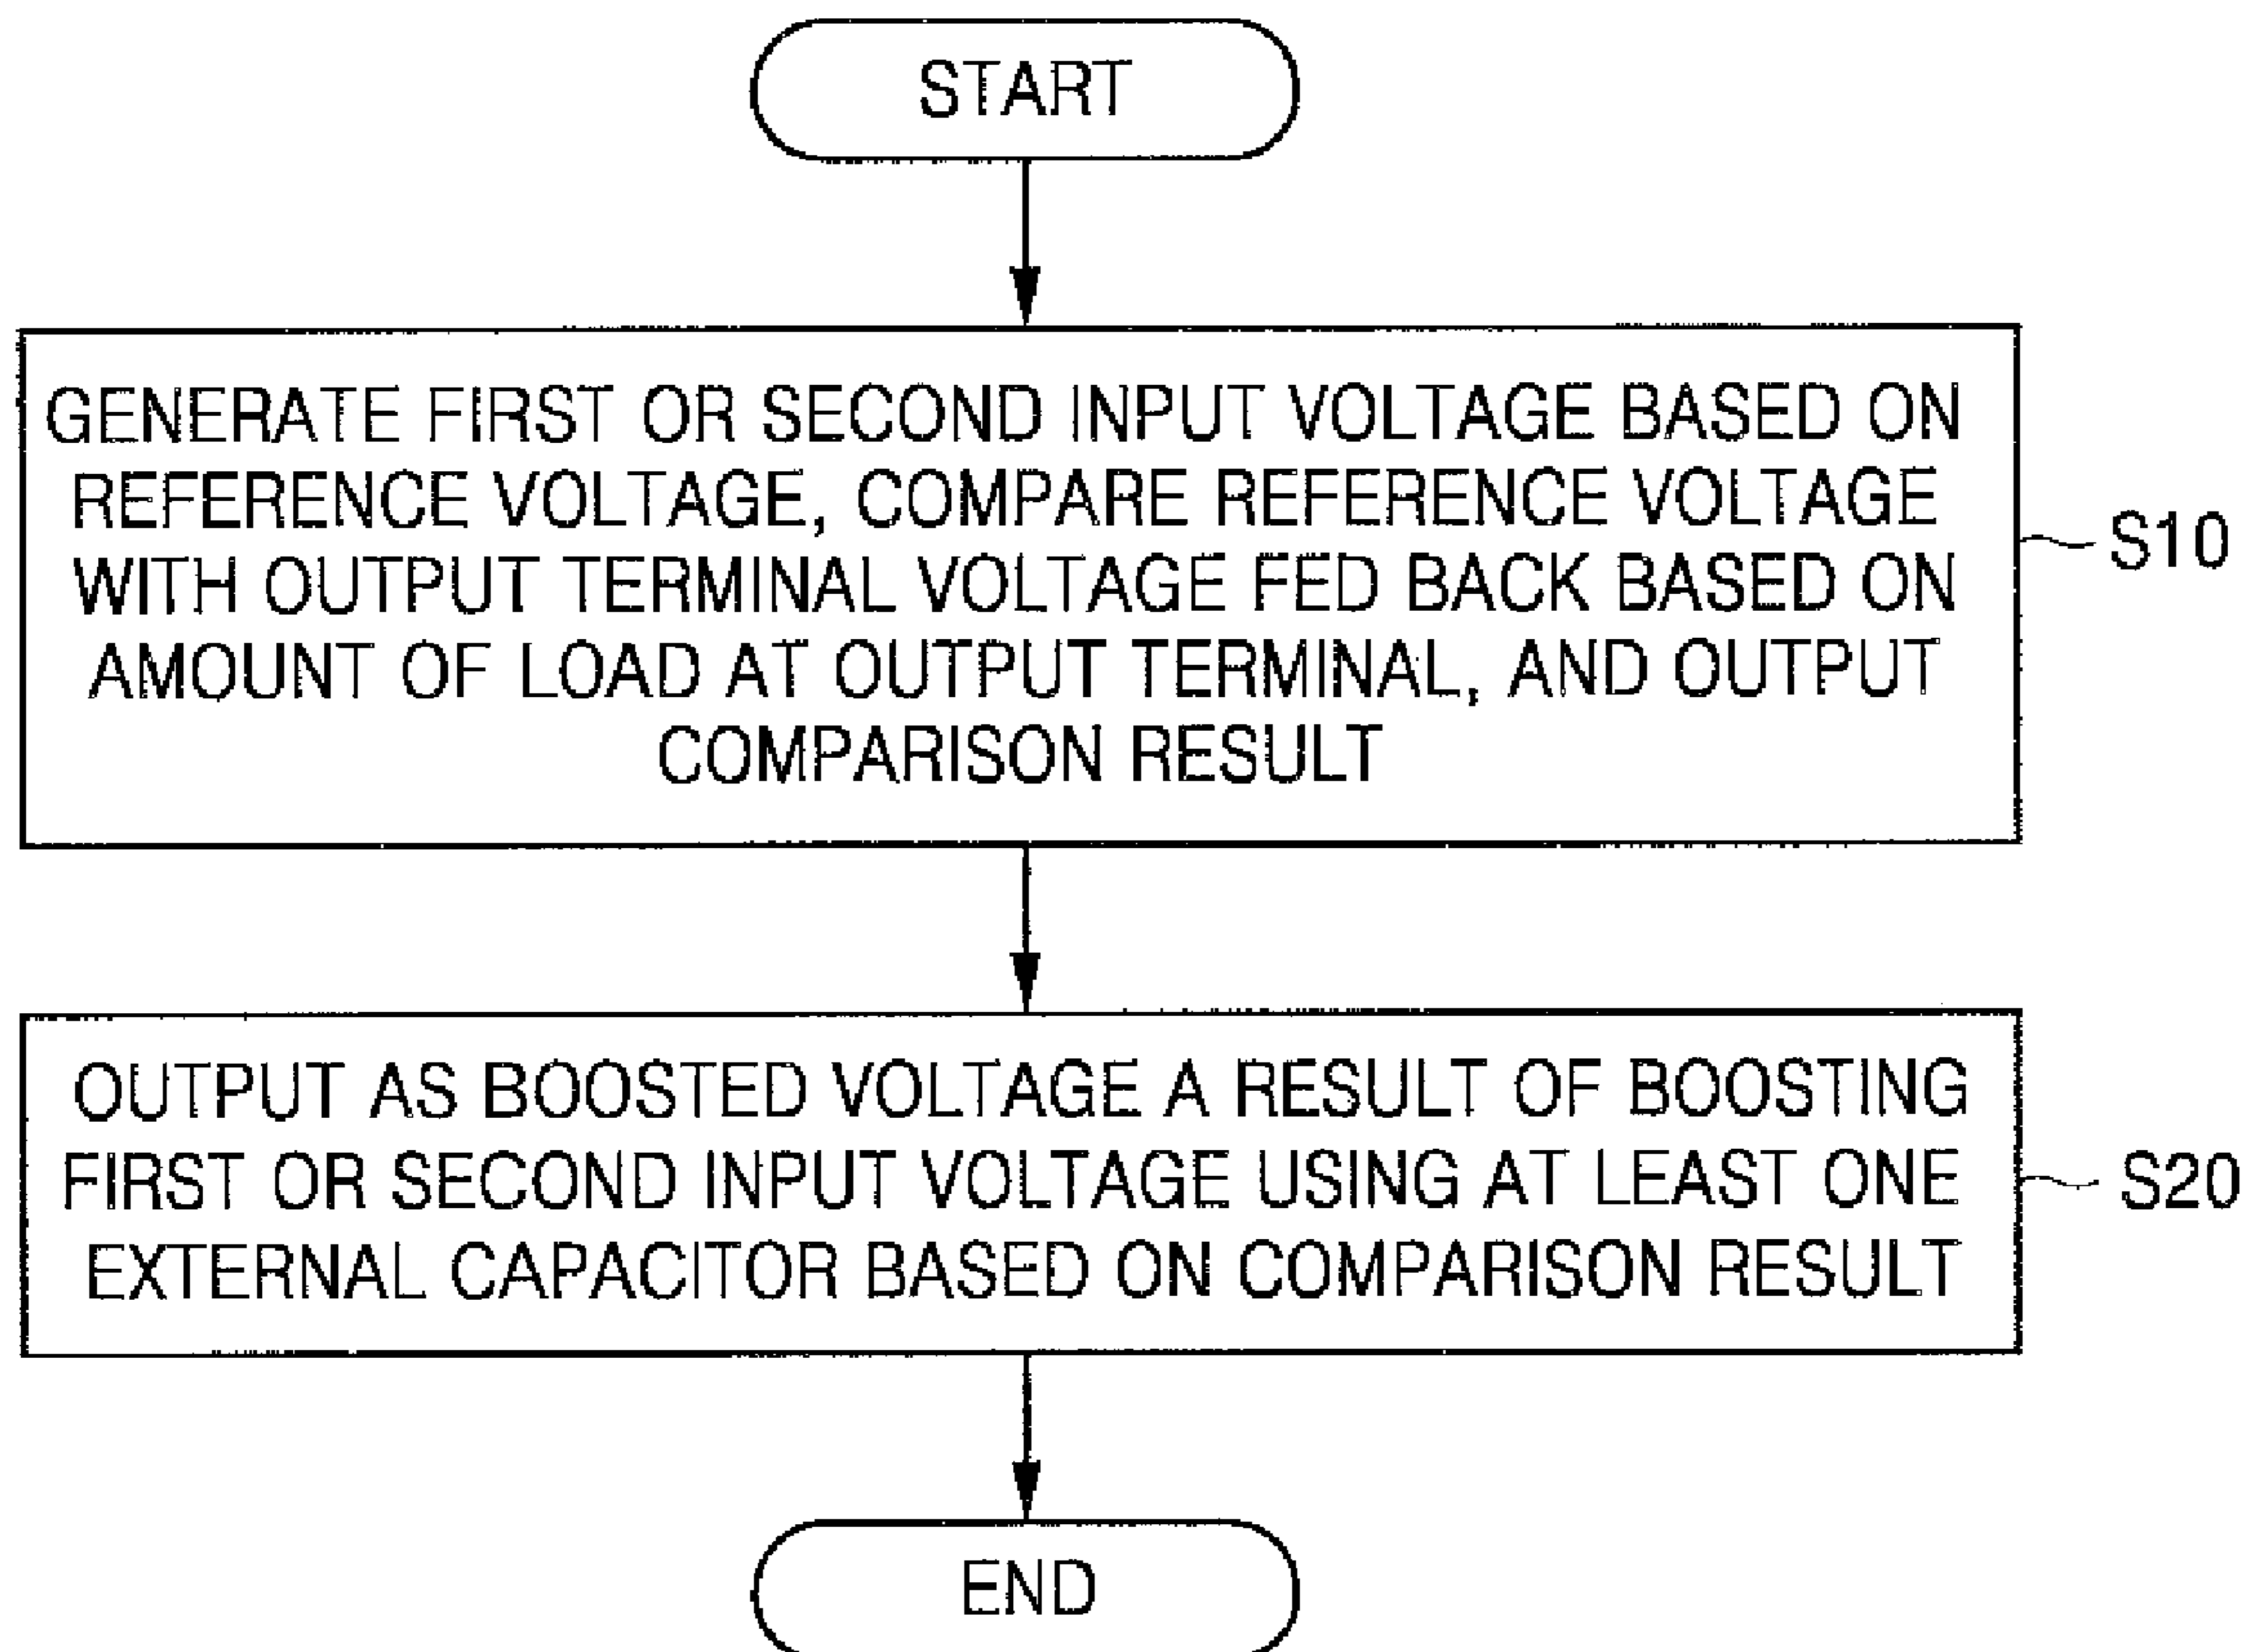 START
GENERATE FIRST OR SECOND INPUT VOLTAGE BASED ON
REFERENCE VOLTAGE, COMPARE REFERENCE VOLTAGE
WITH OUTPUT TERMINAL VOLTAGE FED BACK BASED ON
AMOUNT OF LOAD AT OUTPUT TERMINAL, AND OUTPUT
COMPARISON RESULT
S10
OUTPUT AS BOOSTED VOLTAGE A RESULT OF BOOSTING
FIRST OR SECOND INPUT VOLTAGE USING AT LEAST ONE
EXTERNAL CAPACITOR BASED ON COMPARISON RESULT
S20
END